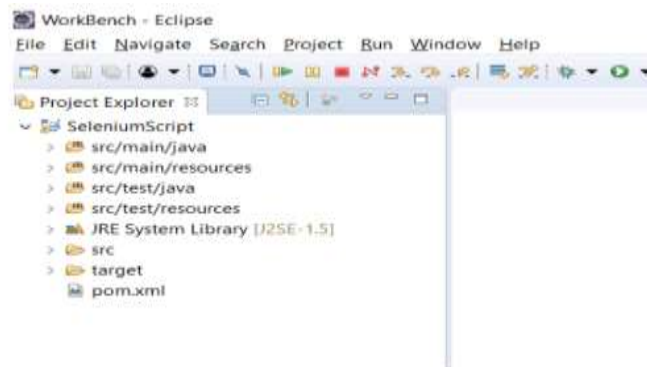 WorkBench - Eclipse
File Edit Navigate Search Project Run Window Help
Project Explorer
SeleniumScript
src/main/java
src/main/resources
src/test/java
src/test/resources
JRE System Library [J2SE-1.5]
src
target
pom.xml